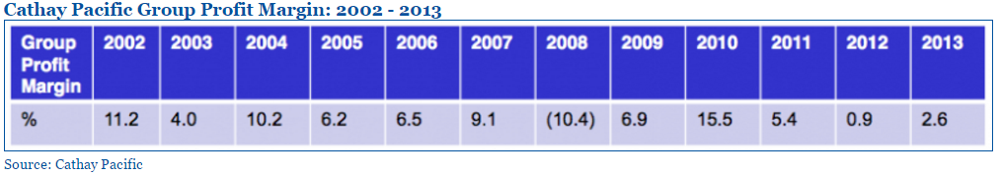 Cathay Pacific Group Profit Margin: 2002 - 2013
Group Profit Margin 2002 2003 2004 2005 2006 2007 2008 2009 2010 2011 2012 2013
% 11.2 4.0 10.2 6.2 6.5 9.1 (10.4) 6.9 15.5 5.4 0.9 2.6
Source: Cathay Pacific